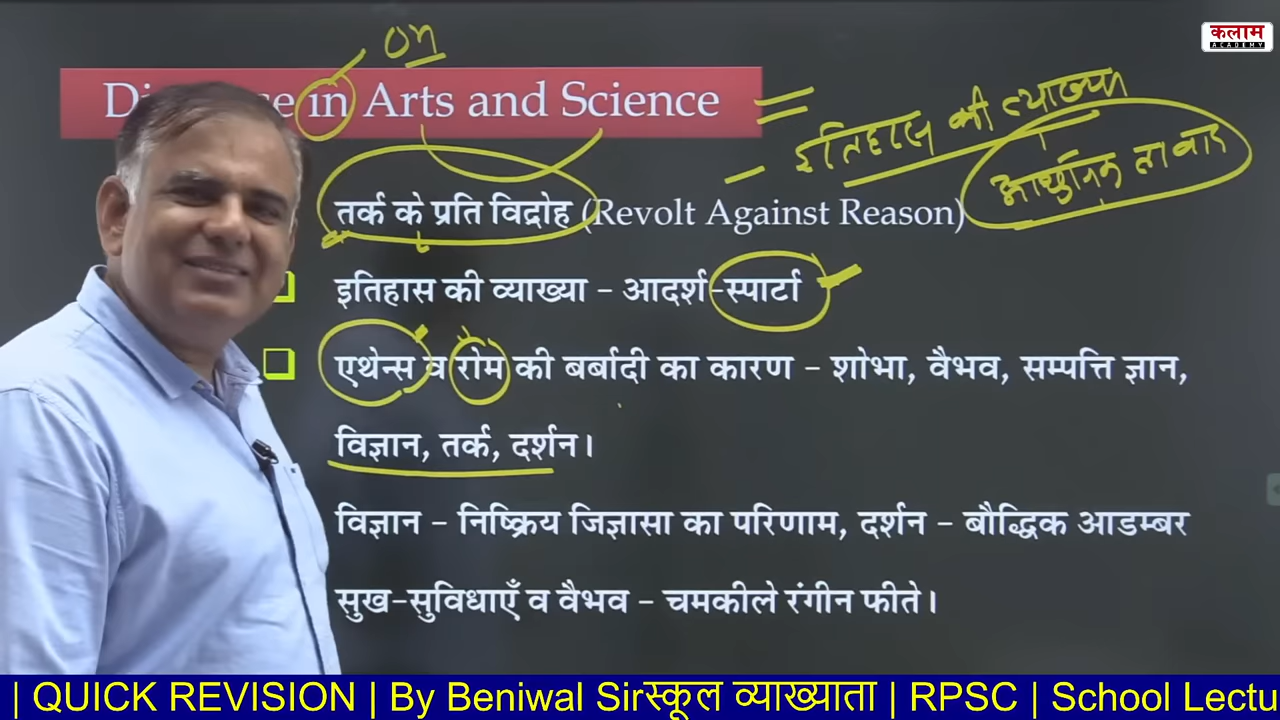 कलाम
ACADEMY
on
in Arts and Science
- इतिहास की व्याख्या
तर्क के प्रति विद्रोह (Revolt Against Reason)
इतिहास की व्याख्या - आदर्श-स्पार्टा
एथेन्स व रोम की बर्बादी का कारण - शोभा, वैभव, सम्पत्ति ज्ञान,
विज्ञान, तर्क, दर्शन।
विज्ञान - निष्क्रिय जिज्ञासा का परिणाम, दर्शन - बौद्धिक आडम्बर
सुख-सुविधाएँ व वैभव - चमकीले रंगीन फीते।
| QUICK REVISION | By Beniwal Sirस्कूल व्याख्याता | RPSC | School Lectu